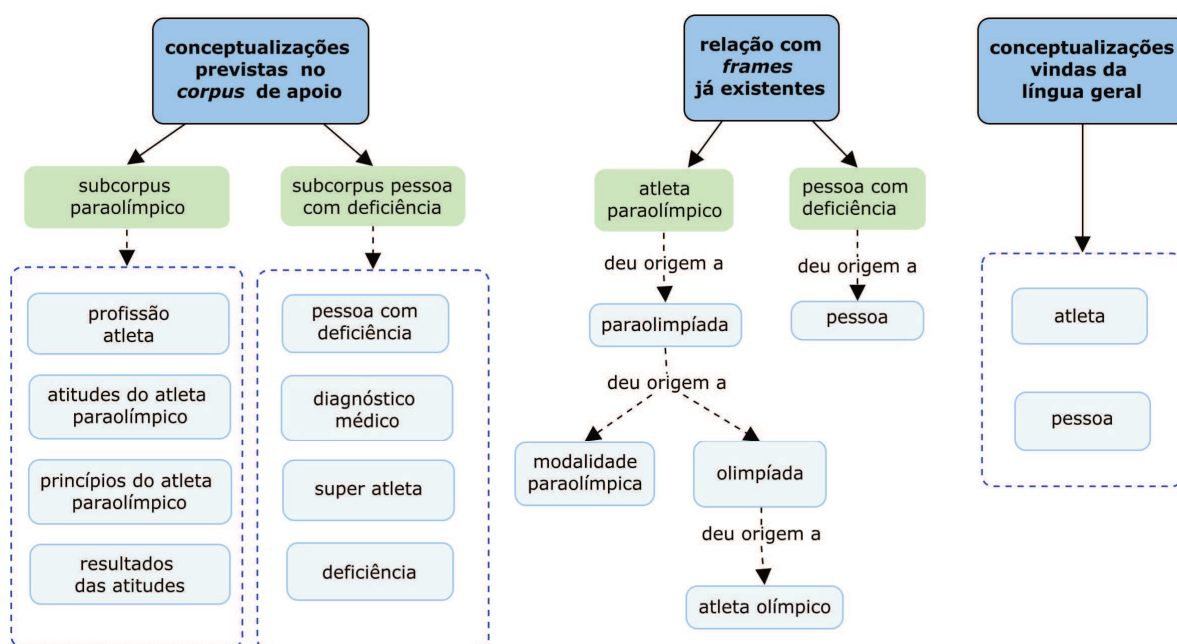 conceptualizações
previstas no
corpus de apoio
subcorpus
paraolímpico
subcorpus pessoa
com deficiência
profissão
atleta
atitudes do atleta
paraolímpico
princípios do atleta
paraolímpico
resultados
das atitudes
pessoa com
deficiência
diagnóstico
médico
super atleta
deficiência
relação com
frames
já existentes
atleta
paraolímpico
pessoa com
deficiência
deu origem a
deu origem a
paraolimpíada
pessoa
deu origem a
modalidade
paraolímpica
olimpíada
deu origem a
atleta olímpico
conceptualizações
vindas da
língua geral
atleta
pessoa